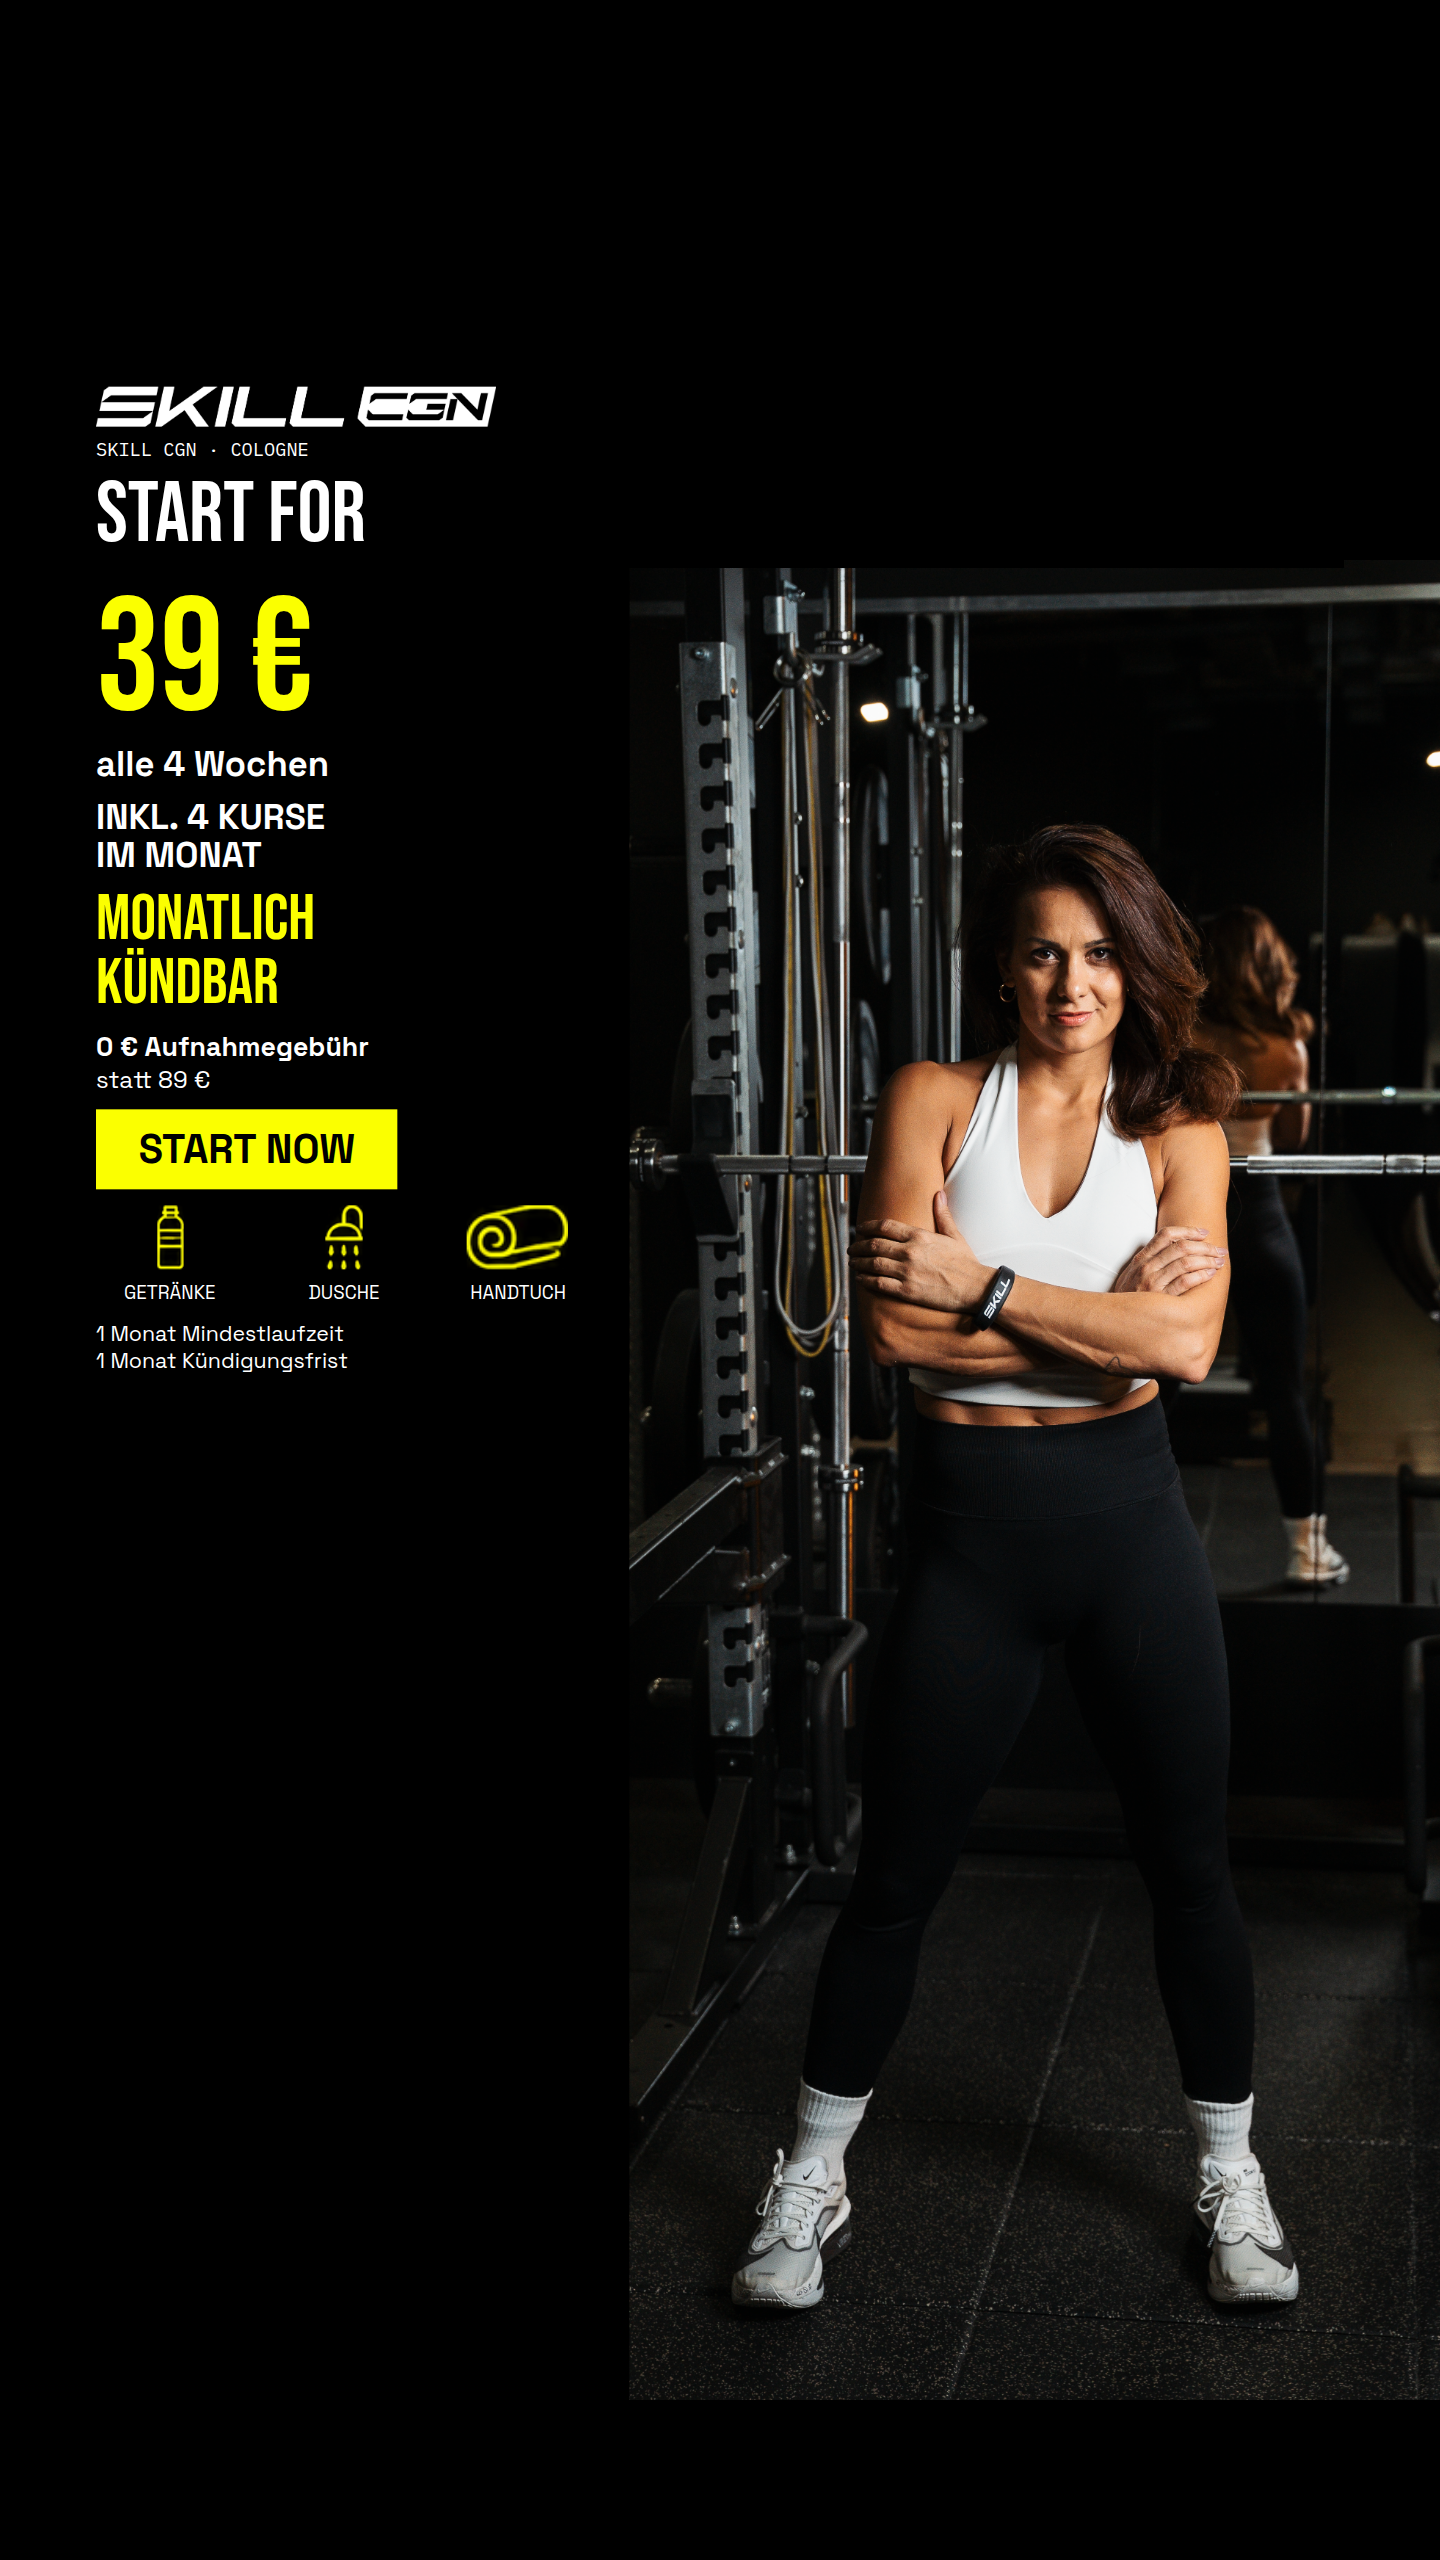 SKILL CGN
SKILL CGN · COLOGNE
START FOR
39 €
alle 4 Wochen
INKL. 4 KURSE
IM MONAT
MONATLICH
KÜNDBAR
0 € Aufnahmegebühr
statt 89 €
START NOW
GETRÄNKE DUSCHE HANDTUCH
1 Monat Mindestlaufzeit
1 Monat Kündigungsfrist
SKILL